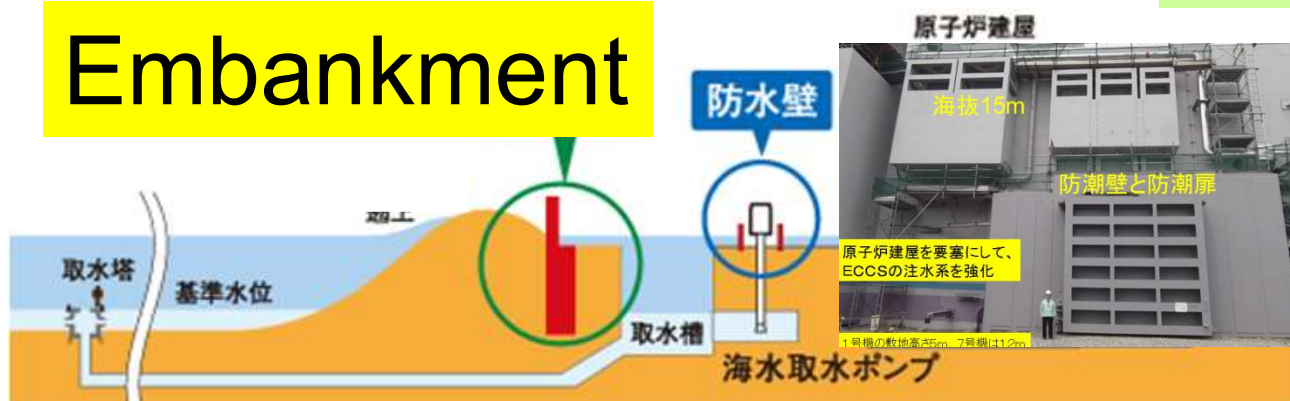 Embankment
原子炉建屋
防水壁
海抜15m
防潮壁と防潮扉
原子炉建屋を要塞にして、
ECCSの注水系を強化
取水塔
基準水位
取水槽
海水取水ポンプ
1号機の敷地高さ5m、7号機は12m